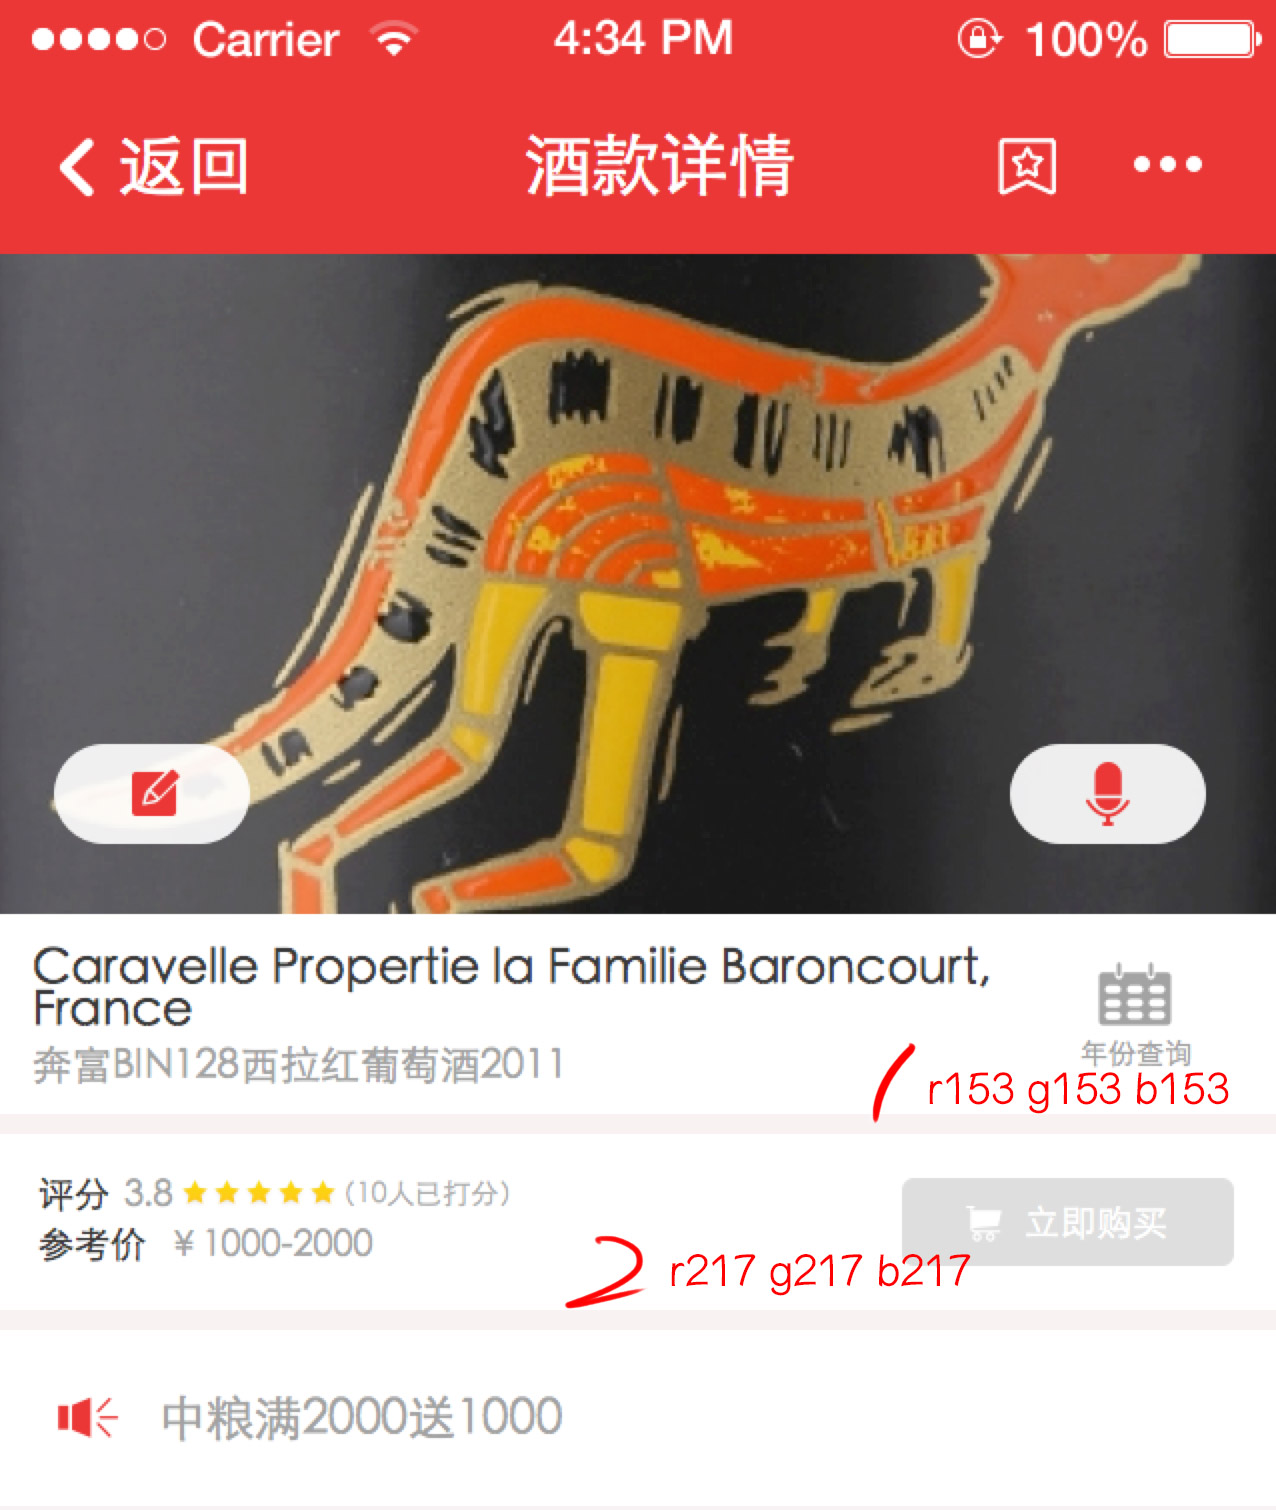 Carrier 4:34 PM 100%
返回 酒款详情
Caravelle Propertie la Familie Baroncourt,
France
奔富BIN128西拉红葡萄酒2011
年份查询
1 r153 g153 b153
评分 3.8 (10人已打分)
立即购买
参考价 ¥ 1000-2000
2 r217 g217 b217
中粮满2000送1000